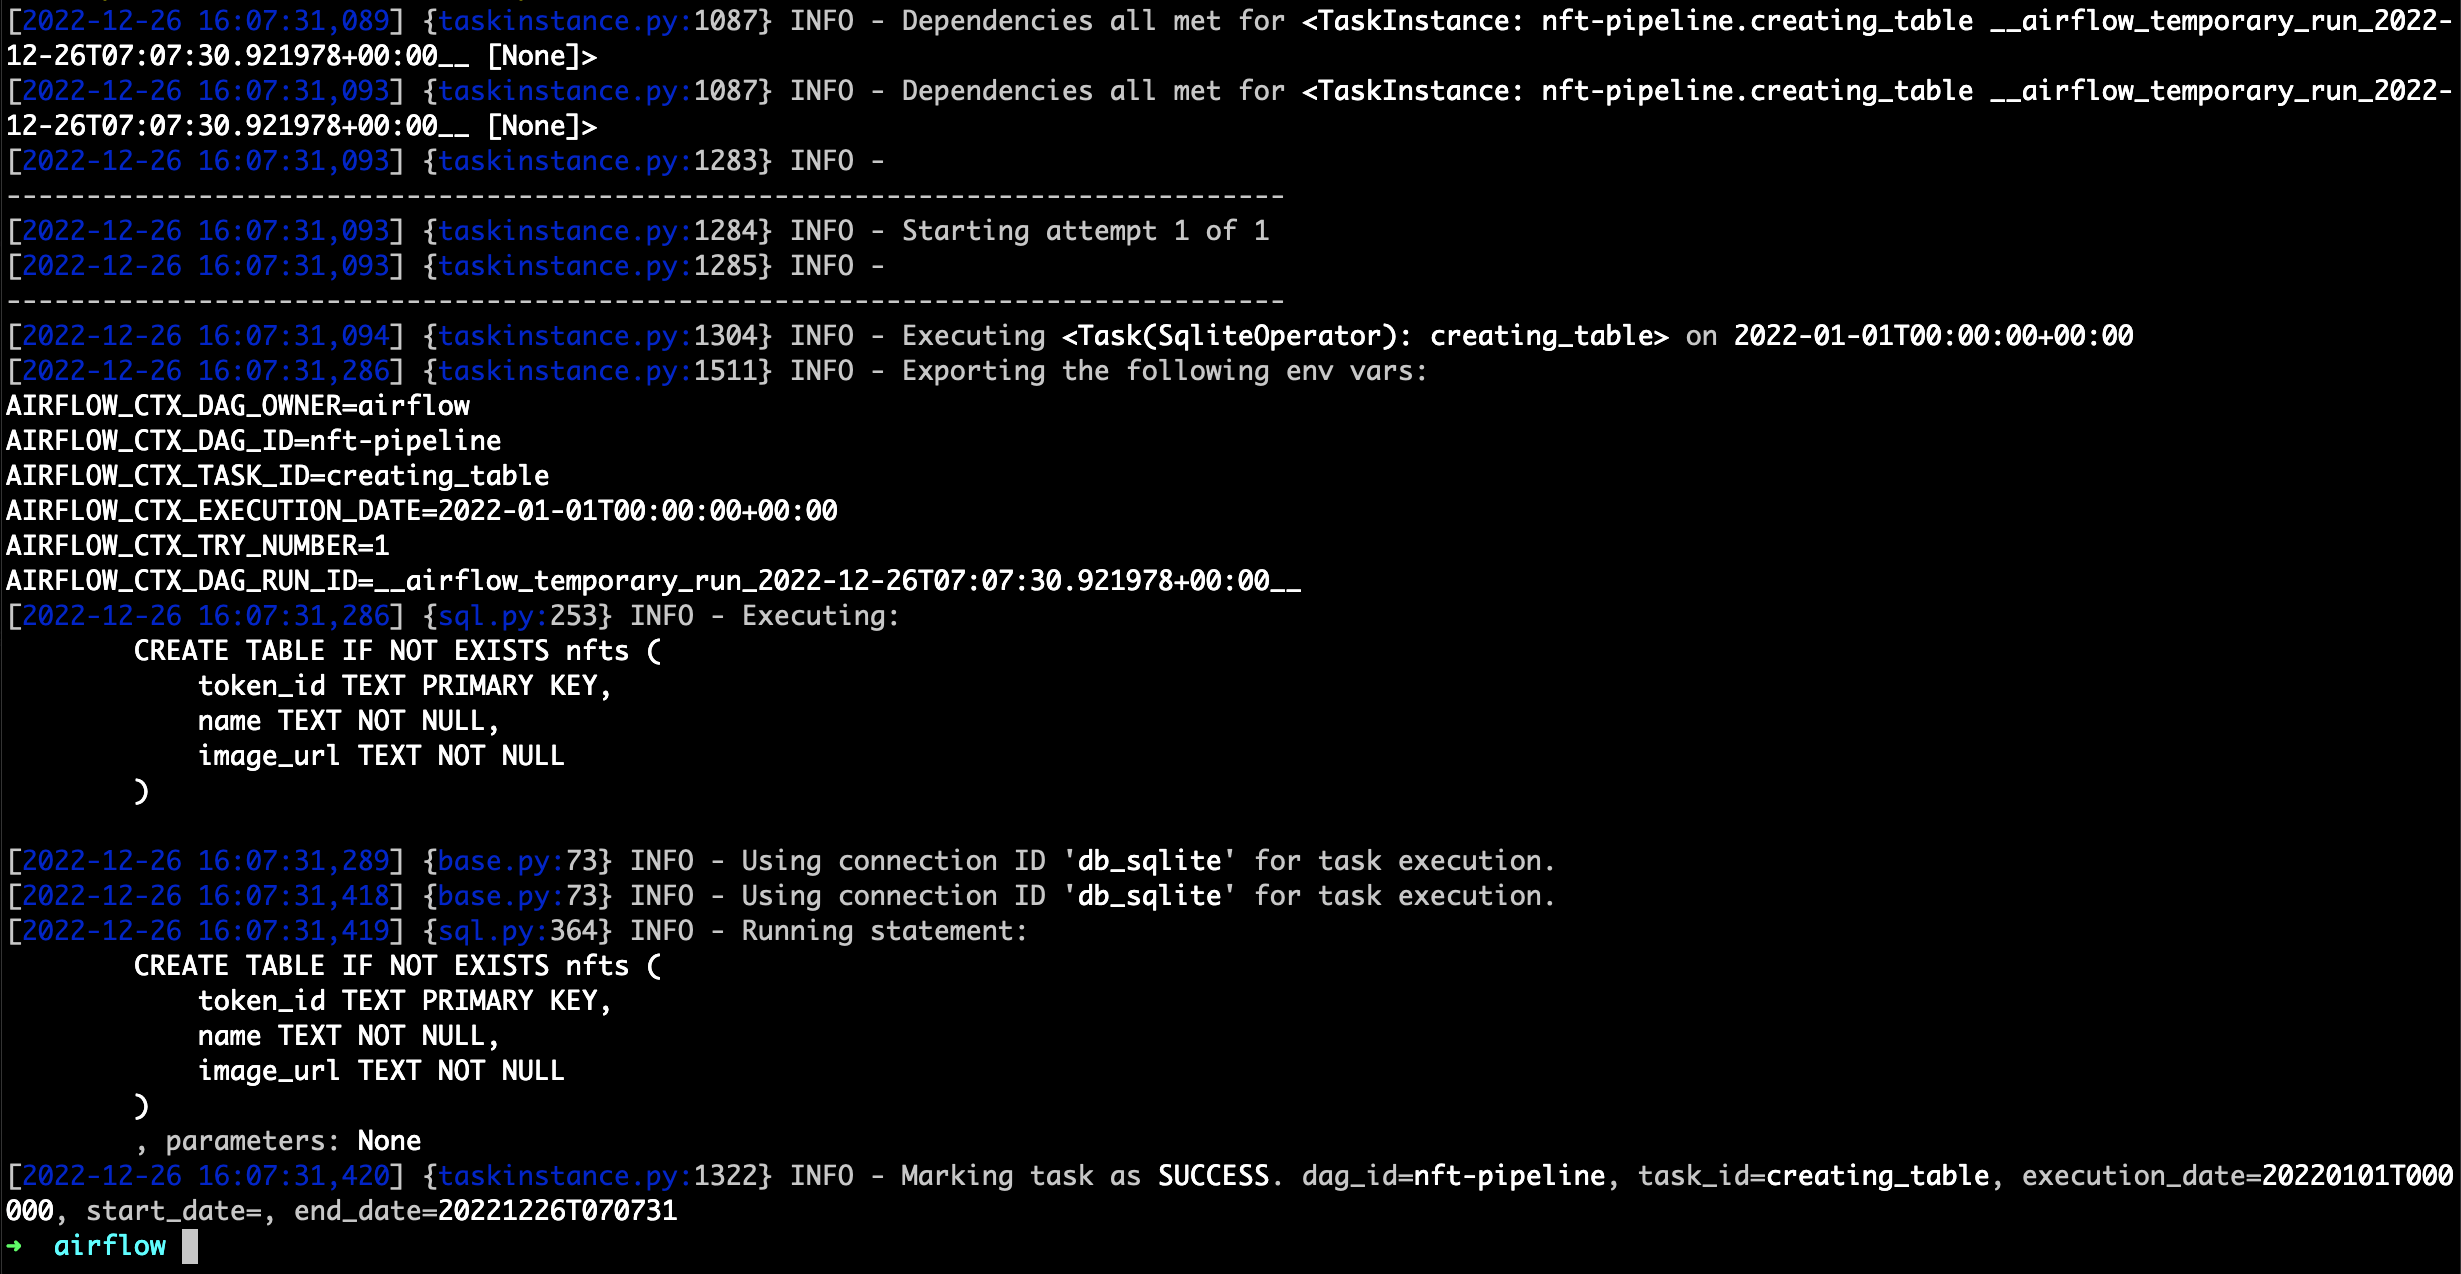 [2022-12-26 16:07:31,089] {taskinstance.py:1087} INFO - Dependencies all met for <TaskInstance: nft-pipeline.creating_table __airflow_temporary_run_2022-
12-26T07:07:30.921978+00:00__ [None]>
[2022-12-26 16:07:31,093] {taskinstance.py:1087} INFO - Dependencies all met for <TaskInstance: nft-pipeline.creating_table __airflow_temporary_run_2022-
12-26T07:07:30.921978+00:00__ [None]>
[2022-12-26 16:07:31,093] {taskinstance.py:1283} INFO -
--------------------------------------------------------------------------------
[2022-12-26 16:07:31,093] {taskinstance.py:1284} INFO - Starting attempt 1 of 1
[2022-12-26 16:07:31,093] {taskinstance.py:1285} INFO -
--------------------------------------------------------------------------------
[2022-12-26 16:07:31,094] {taskinstance.py:1304} INFO - Executing <Task(SqliteOperator): creating_table> on 2022-01-01T00:00:00+00:00
[2022-12-26 16:07:31,286] {taskinstance.py:1511} INFO - Exporting the following env vars:
AIRFLOW_CTX_DAG_OWNER=airflow
AIRFLOW_CTX_DAG_ID=nft-pipeline
AIRFLOW_CTX_TASK_ID=creating_table
AIRFLOW_CTX_EXECUTION_DATE=2022-01-01T00:00:00+00:00
AIRFLOW_CTX_TRY_NUMBER=1
AIRFLOW_CTX_DAG_RUN_ID=__airflow_temporary_run_2022-12-26T07:07:30.921978+00:00__
[2022-12-26 16:07:31,286] {sql.py:253} INFO - Executing:
        CREATE TABLE IF NOT EXISTS nfts (
            token_id TEXT PRIMARY KEY,
            name TEXT NOT NULL,
            image_url TEXT NOT NULL
        )
[2022-12-26 16:07:31,289] {base.py:73} INFO - Using connection ID 'db_sqlite' for task execution.
[2022-12-26 16:07:31,418] {base.py:73} INFO - Using connection ID 'db_sqlite' for task execution.
[2022-12-26 16:07:31,419] {sql.py:364} INFO - Running statement:
        CREATE TABLE IF NOT EXISTS nfts (
            token_id TEXT PRIMARY KEY,
            name TEXT NOT NULL,
            image_url TEXT NOT NULL
        )
        , parameters: None
[2022-12-26 16:07:31,420] {taskinstance.py:1322} INFO - Marking task as SUCCESS. dag_id=nft-pipeline, task_id=creating_table, execution_date=20220101T000
000, start_date=, end_date=20221226T070731
➜  airflow